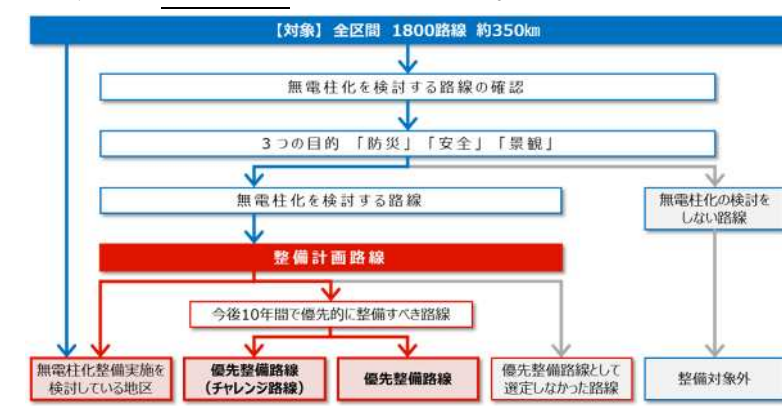 【対象】全区間 1800路線 約350㎞
無電柱化を検討する路線の確認
3つの目的 「防災」「安全」「景観」
無電柱化を検討する路線
無電柱化の検討を
しない路線
整備計画路線
今後10年間で優先的に整備すべき路線
無電柱化整備実施を
検討している地区
優先整備路線
(チャレンジ路線)
優先整備路線
優先整備路線として
選定しなかった路線
整備対象外